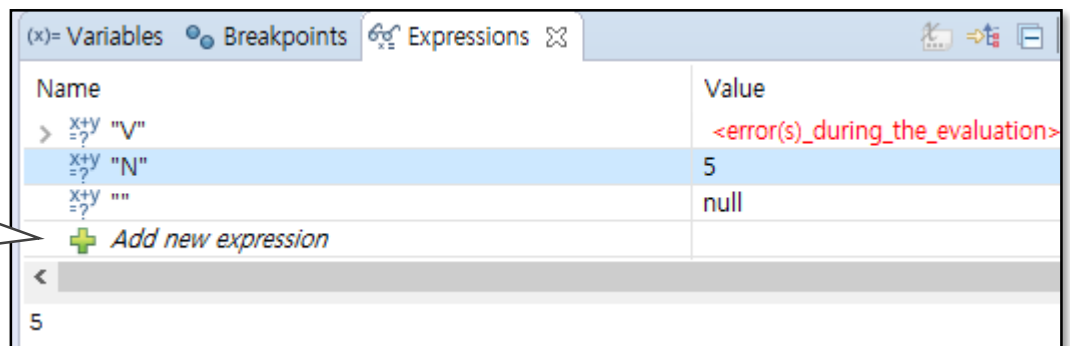 (x)= Variables Breakpoints Expressions
Name Value
x+y =? "V" <error(s)_during_the_evaluation>
x+y =? "N" 5
x+y =? "" null
Add new expression
5